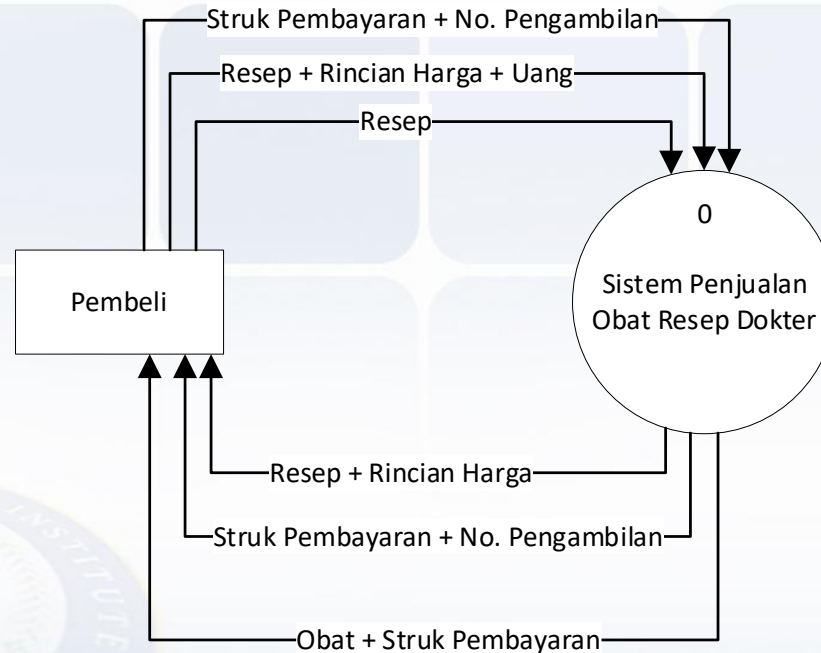 Struk Pembayaran + No. Pengambilan
Resep + Rincian Harga + Uang
Resep
0
Pembeli
Sistem Penjualan
Obat Resep Dokter
Resep + Rincian Harga
Struk Pembayaran + No. Pengambilan
Obat + Struk Pembayaran
INSTITUTE